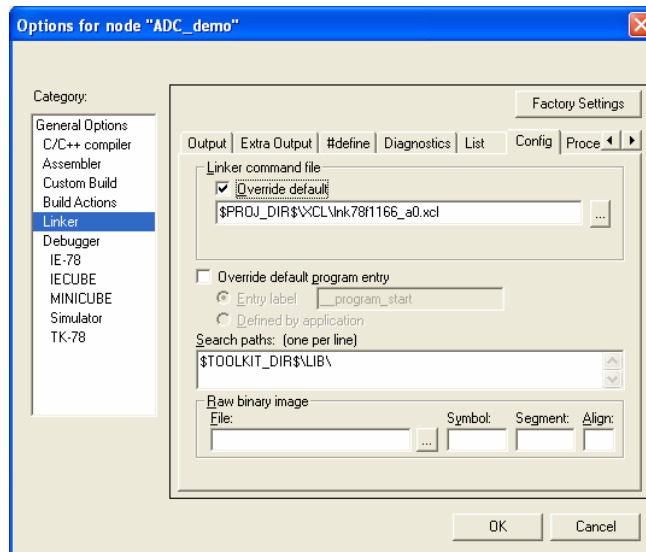 Options for node "ADC_demo"
Category:
General Options
C/C++ compiler
Assembler
Custom Build
Build Actions
Linker
Debugger
IE-78
IECUBE
MINICUBE
Simulator
TK-78
Factory Settings
Output Extra Output #define Diagnostics List Config Proce
Linker command file
Override default
$PROJ_DIR$\XCL\lnk78f1166_a0.xcl ...
Override default program entry
Entry label __program_start
Defined by application
Search paths: (one per line)
$TOOLKIT_DIR$\LIB\
Raw binary image
File: Symbol: Segment: Align:
...
OK Cancel